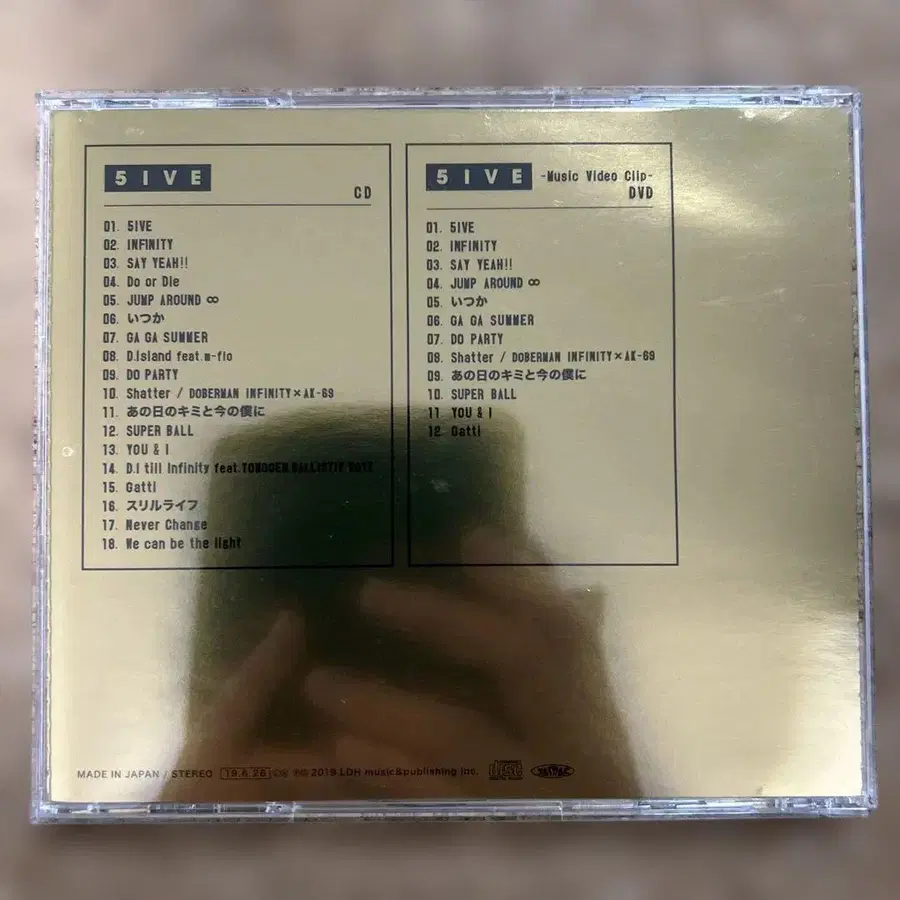 5IVE
CD
01. 5IVE
02. INFINITY
03. SAY YEAH!!
04. Do or Die
05. JUMP AROUND ∞
06. いつか
07. GA GA SUMMER
08. D.Island feat.m-flo
09. DO PARTY
10. Shatter / DOBERMAN INFINITY×AK-69
11. あの日のキミと今の僕に
12. SUPER BALL
13. YOU & I
14. D.I till Infinity feat.
15. Gatti
16. スリルライフ
17. Never Change
18. We can be the light
5IVE -Music Video Clip-
DVD
01. 5IVE
02. INFINITY
03. SAY YEAH!!
04. JUMP AROUND ∞
05. いつか
06. GA GA SUMMER
07. DO PARTY
08. Shatter / DOBERMAN INFINITY×AK-69
09. あの日のキミと今の僕に
10. SUPER BALL
11. YOU & I
12. Gatti
MADE IN JAPAN / STEREO 19.6.26 ℗© 2019 LDH music&publishing Inc.
disc
JASRAC